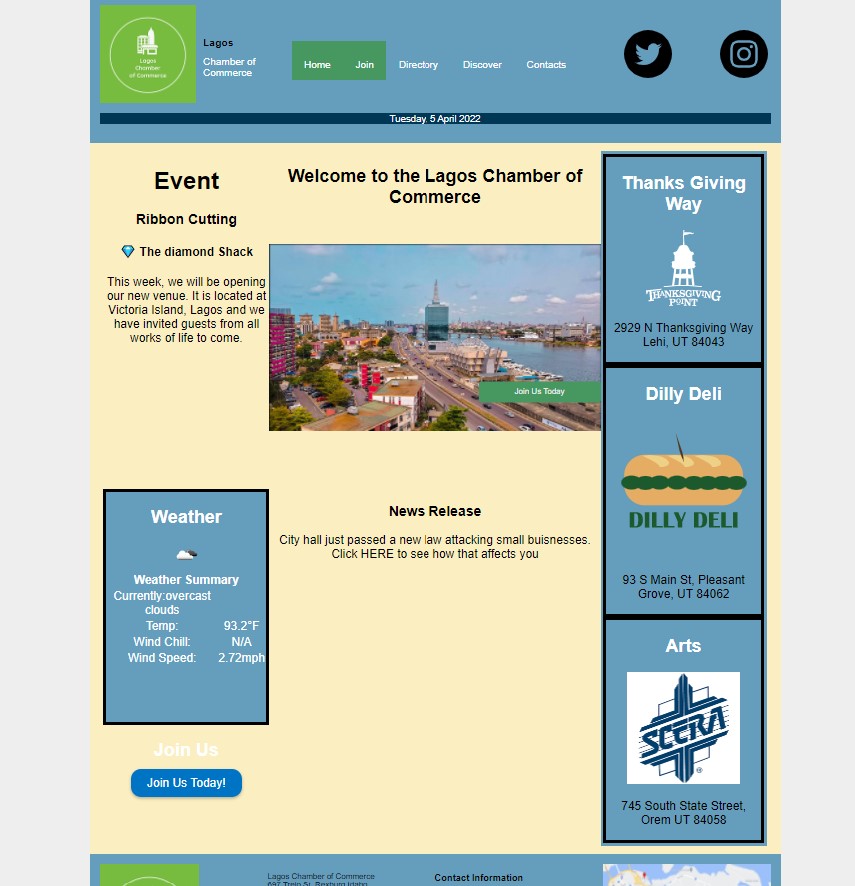 Lagos
Chamber
of Commerce
Lagos
Chamber of
Commerce
Home
Join
Directory
Discover
Contacts
Tuesday, 5 April 2022
Event
Ribbon Cutting
💎 The diamond Shack
This week, we will be opening
our new venue. It is located at
Victoria Island, Lagos and we
have invited guests from all
works of life to come.
Welcome to the Lagos Chamber of
Commerce
Join Us Today
News Release
City hall just passed a new law attacking small buisnesses.
Click HERE to see how that affects you
Weather
Weather Summary
Currently:overcast
clouds
Temp: 93.2°F
Wind Chill: N/A
Wind Speed: 2.72mph
Join Us
Join Us Today!
Thanks Giving
Way
THANKSGIVING
POINT
2929 N Thanksgiving Way
Lehi, UT 84043
Dilly Deli
DILLY DELI
93 S Main St, Pleasant
Grove, UT 84062
Arts
SCERA
®
745 South State Street,
Orem UT 84058
Lagos Chamber of Commerce
Contact Information